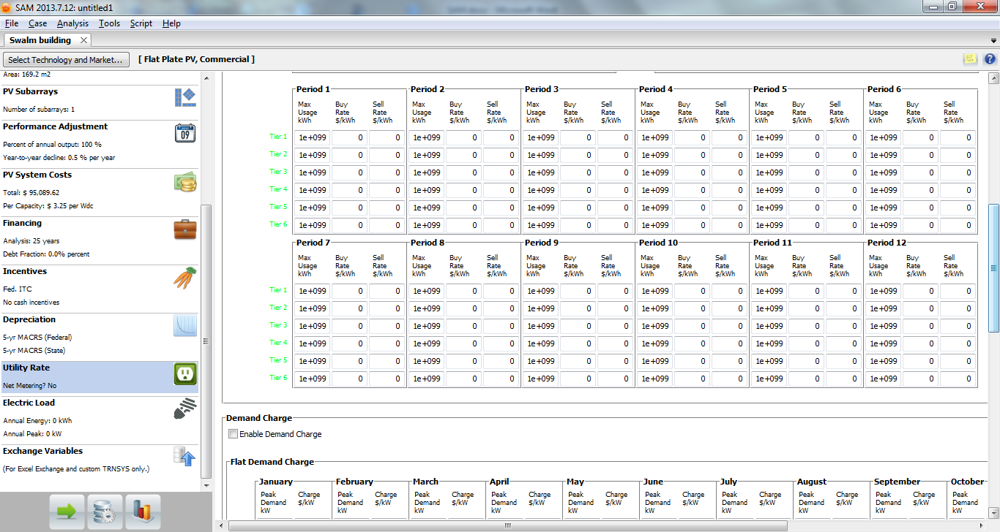 SAM 2013.7.12: untitled1
File Case Analysis Tools Script Help
Swalm building
Select Technology and Market... [ Flat Plate PV, Commercial ]
Area: 169.2 m2
PV Subarrays
Number of subarrays: 1
Performance Adjustment
Percent of annual output: 100 %
Year-to-year decline: 0.5 % per year
PV System Costs
Total: $ 95,089.62
Per Capacity: $ 3.25 per Wdc
Financing
Analysis: 25 years
Debt Fraction: 0.0% percent
Incentives
Fed. ITC
No cash incentives
Depreciation
5-yr MACRS (Federal)
5-yr MACRS (State)
Utility Rate
Net Metering? No
Electric Load
Annual Energy: 0 kWh
Annual Peak: 0 kW
Exchange Variables
(For Excel Exchange and custom TRNSYS only.)
09
Period 1 Period 2 Period 3 Period 4 Period 5 Period 6
Max Buy Sell Max Buy Sell Max Buy Sell Max Buy Sell Max Buy Sell Max Buy Sell
Usage Rate Rate Usage Rate Rate Usage Rate Rate Usage Rate Rate Usage Rate Rate Usage Rate Rate
kWh $/kWh $/kWh kWh $/kWh $/kWh kWh $/kWh $/kWh kWh $/kWh $/kWh kWh $/kWh $/kWh kWh $/kWh $/kWh
Tier 1 1e+099 0 0 1e+099 0 0 1e+099 0 0 1e+099 0 0 1e+099 0 0 1e+099 0 0
Tier 2 1e+099 0 0 1e+099 0 0 1e+099 0 0 1e+099 0 0 1e+099 0 0 1e+099 0 0
Tier 3 1e+099 0 0 1e+099 0 0 1e+099 0 0 1e+099 0 0 1e+099 0 0 1e+099 0 0
Tier 4 1e+099 0 0 1e+099 0 0 1e+099 0 0 1e+099 0 0 1e+099 0 0 1e+099 0 0
Tier 5 1e+099 0 0 1e+099 0 0 1e+099 0 0 1e+099 0 0 1e+099 0 0 1e+099 0 0
Tier 6 1e+099 0 0 1e+099 0 0 1e+099 0 0 1e+099 0 0 1e+099 0 0 1e+099 0 0
Period 7 Period 8 Period 9 Period 10 Period 11 Period 12
Max Buy Sell Max Buy Sell Max Buy Sell Max Buy Sell Max Buy Sell Max Buy Sell
Usage Rate Rate Usage Rate Rate Usage Rate Rate Usage Rate Rate Usage Rate Rate Usage Rate Rate
kWh $/kWh $/kWh kWh $/kWh $/kWh kWh $/kWh $/kWh kWh $/kWh $/kWh kWh $/kWh $/kWh kWh $/kWh $/kWh
Tier 1 1e+099 0 0 1e+099 0 0 1e+099 0 0 1e+099 0 0 1e+099 0 0 1e+099 0 0
Tier 2 1e+099 0 0 1e+099 0 0 1e+099 0 0 1e+099 0 0 1e+099 0 0 1e+099 0 0
Tier 3 1e+099 0 0 1e+099 0 0 1e+099 0 0 1e+099 0 0 1e+099 0 0 1e+099 0 0
Tier 4 1e+099 0 0 1e+099 0 0 1e+099 0 0 1e+099 0 0 1e+099 0 0 1e+099 0 0
Tier 5 1e+099 0 0 1e+099 0 0 1e+099 0 0 1e+099 0 0 1e+099 0 0 1e+099 0 0
Tier 6 1e+099 0 0 1e+099 0 0 1e+099 0 0 1e+099 0 0 1e+099 0 0 1e+099 0 0
Demand Charge
Enable Demand Charge
Flat Demand Charge
January February March April May June July August September October
Peak Charge Peak Charge Peak Charge Peak Charge Peak Charge Peak Charge Peak Charge Peak Charge Peak Charge Peak
Demand $/kW Demand $/kW Demand $/kW Demand $/kW Demand $/kW Demand $/kW Demand $/kW Demand $/kW Demand $/kW Demand
kW kW kW kW kW kW kW kW kW kW